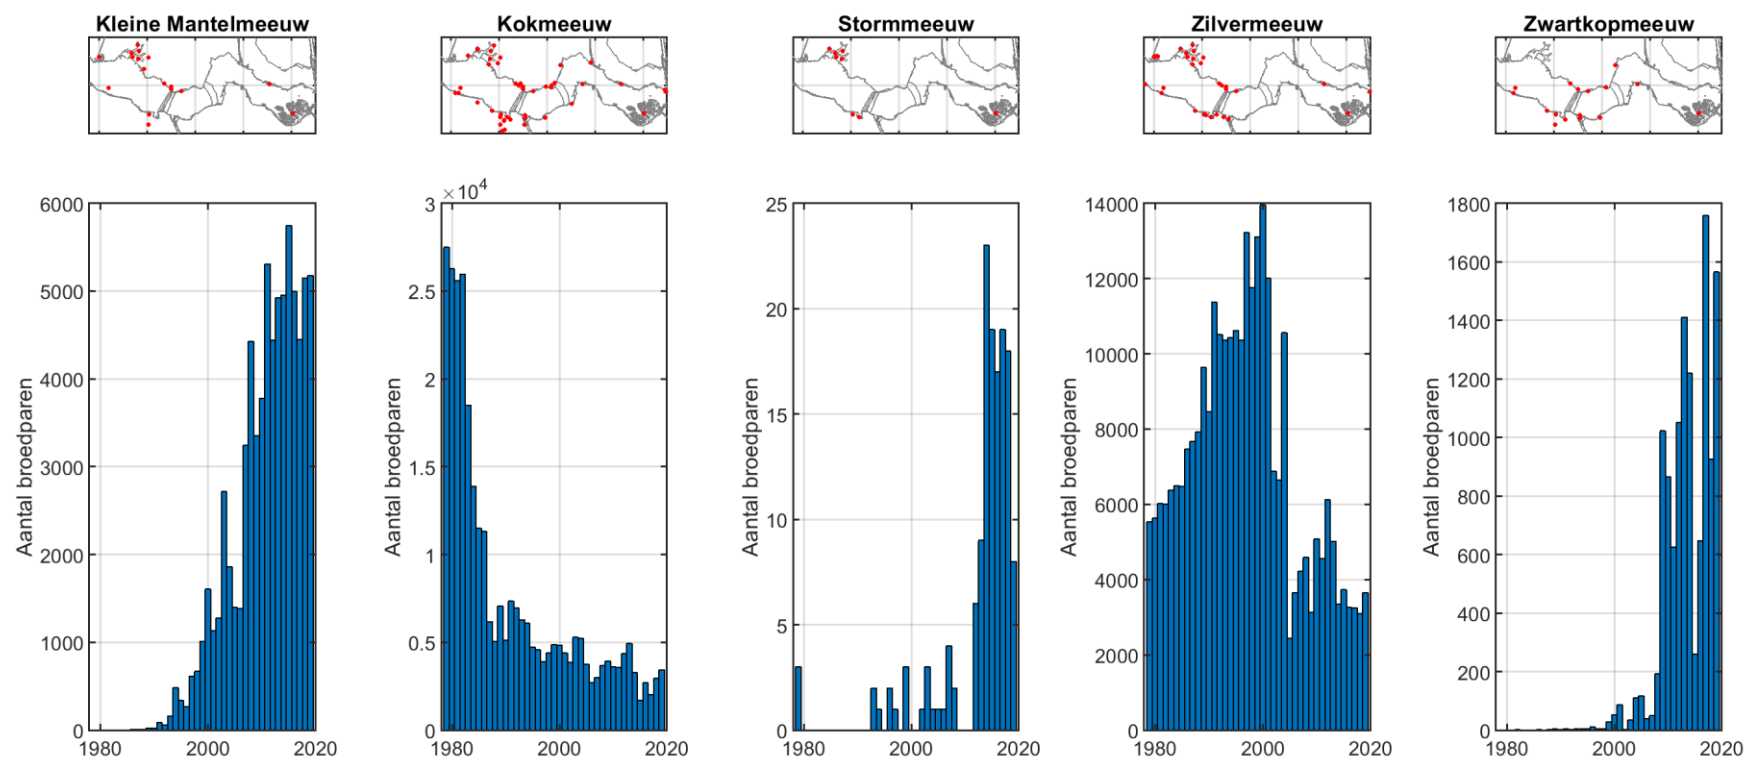 Kleine Mantelmeeuw
Kokmeeuw
Stormmeeuw
Zilvermeeuw
Zwartkopmeeuw
Aantal broedparen
6000
5000
4000
3000
2000
1000
0
1980 2000 2020
×10⁴
Aantal broedparen
3
2.5
2
1.5
1
0.5
0
1980 2000 2020
Aantal broedparen
25
20
15
10
5
0
1980 2000 2020
Aantal broedparen
14000
12000
10000
8000
6000
4000
2000
0
1980 2000 2020
Aantal broedparen
1800
1600
1400
1200
1000
800
600
400
200
0
1980 2000 2020